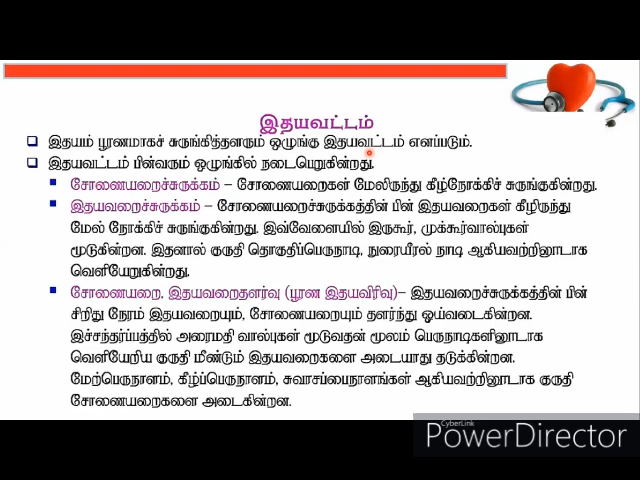 இதயவட்டம்
❑ இதயம் பூரணமாகச் சுருங்கித்தளரும் ஒழுங்கு இதயவட்டம் எனப்படும்.
❑ இதயவட்டம் பின்வரும் ஒழுங்கில் நடைபெறுகின்றது.
▪ சோணையறைச்சுருக்கம் – சோணையறைகள் மேலிருந்து கீழ்நோக்கிச் சுருங்குகின்றது.
▪ இதயவறைச்சுருக்கம் – சோணையறைச்சுருக்கத்தின் பின் இதயவறைகள் கீழிருந்து
மேல் நோக்கிச் சுருங்குகின்றது. இவ்வேளையில் இருகூர், முக்கூர்வால்புகள்
மூடுகின்றன. இதனால் குருதி தொகுதிப்பெருநாடி, நுரையீரல் நாடி ஆகியவற்றினூடாக
வெளியேறுகின்றது.
▪ சோணையறை, இதயவறைதளர்வு (பூரண இதயவிரிவு)– இதயவறைச்சுருக்கத்தின் பின்
சிறிது நேரம் இதயவறையும், சோணையறையும் தளர்ந்து ஓய்வடைகின்றன.
இச்சந்தர்ப்பத்தில் அரைமதி வால்புகள் மூடுவதன் மூலம் பெருநாடிகளினூடாக
வெளியேறிய குருதி மீண்டும் இதயவறைகளை அடையாது தடுக்கின்றன.
மேற்பெருநாளம், கீழ்ப்பெருநாளம், சுவாசப்பைநாளங்கள் ஆகியவற்றினூடாக குருதி
சோணையறைகளை அடைகின்றன.
CyberLink
PowerDirector